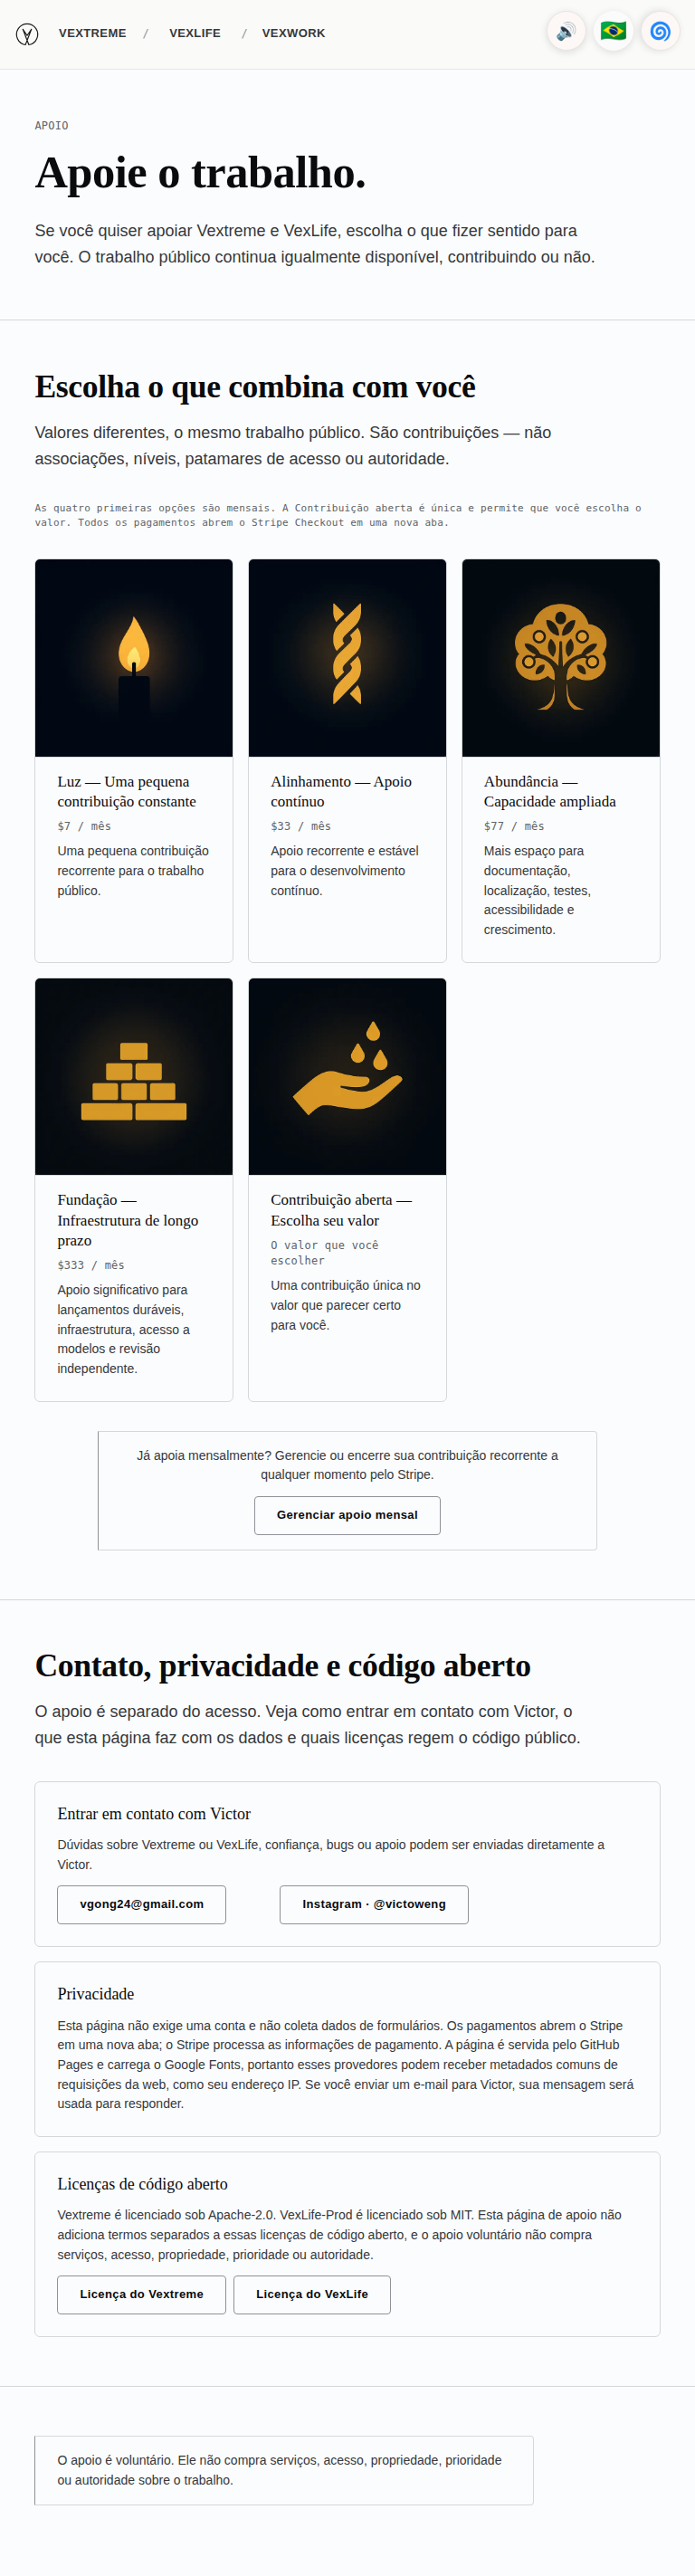 VEXTREME / VEXLIFE / VEXWORK
APOIO
Apoie o trabalho.
Se você quiser apoiar Vextreme e VexLife, escolha o que fizer sentido para
você. O trabalho público continua igualmente disponível, contribuindo ou não.
Escolha o que combina com você
Valores diferentes, o mesmo trabalho público. São contribuições — não
associações, níveis, patamares de acesso ou autoridade.
As quatro primeiras opções são mensais. A Contribuição aberta é única e permite que você escolha o
valor. Todos os pagamentos abrem o Stripe Checkout em uma nova aba.
Luz — Uma pequena
contribuição constante
$7 / mês
Uma pequena contribuição
recorrente para o trabalho
público.
Alinhamento — Apoio
contínuo
$33 / mês
Apoio recorrente e estável
para o desenvolvimento
contínuo.
Abundância —
Capacidade ampliada
$77 / mês
Mais espaço para
documentação,
localização, testes,
acessibilidade e
crescimento.
Fundação —
Infraestrutura de longo
prazo
$333 / mês
Apoio significativo para
lançamentos duráveis,
infraestrutura, acesso a
modelos e revisão
independente.
Contribuição aberta —
Escolha seu valor
O valor que você
escolher
Uma contribuição única no
valor que parecer certo
para você.
Já apoia mensalmente? Gerencie ou encerre sua contribuição recorrente a
qualquer momento pelo Stripe.
Gerenciar apoio mensal
Contato, privacidade e código aberto
O apoio é separado do acesso. Veja como entrar em contato com Victor, o
que esta página faz com os dados e quais licenças regem o código público.
Entrar em contato com Victor
Dúvidas sobre Vextreme ou VexLife, confiança, bugs ou apoio podem ser enviadas diretamente a
Victor.
vgong24@gmail.com
Instagram · @victoweng
Privacidade
Esta página não exige uma conta e não coleta dados de formulários. Os pagamentos abrem o Stripe
em uma nova aba; o Stripe processa as informações de pagamento. A página é servida pelo GitHub
Pages e carrega o Google Fonts, portanto esses provedores podem receber metadados comuns de
requisições da web, como seu endereço IP. Se você enviar um e-mail para Victor, sua mensagem será
usada para responder.
Licenças de código aberto
Vextreme é licenciado sob Apache-2.0. VexLife-Prod é licenciado sob MIT. Esta página de apoio não
adiciona termos separados a essas licenças de código aberto, e o apoio voluntário não compra
serviços, acesso, propriedade, prioridade ou autoridade.
Licença do Vextreme
Licença do VexLife
O apoio é voluntário. Ele não compra serviços, acesso, propriedade, prioridade
ou autoridade sobre o trabalho.